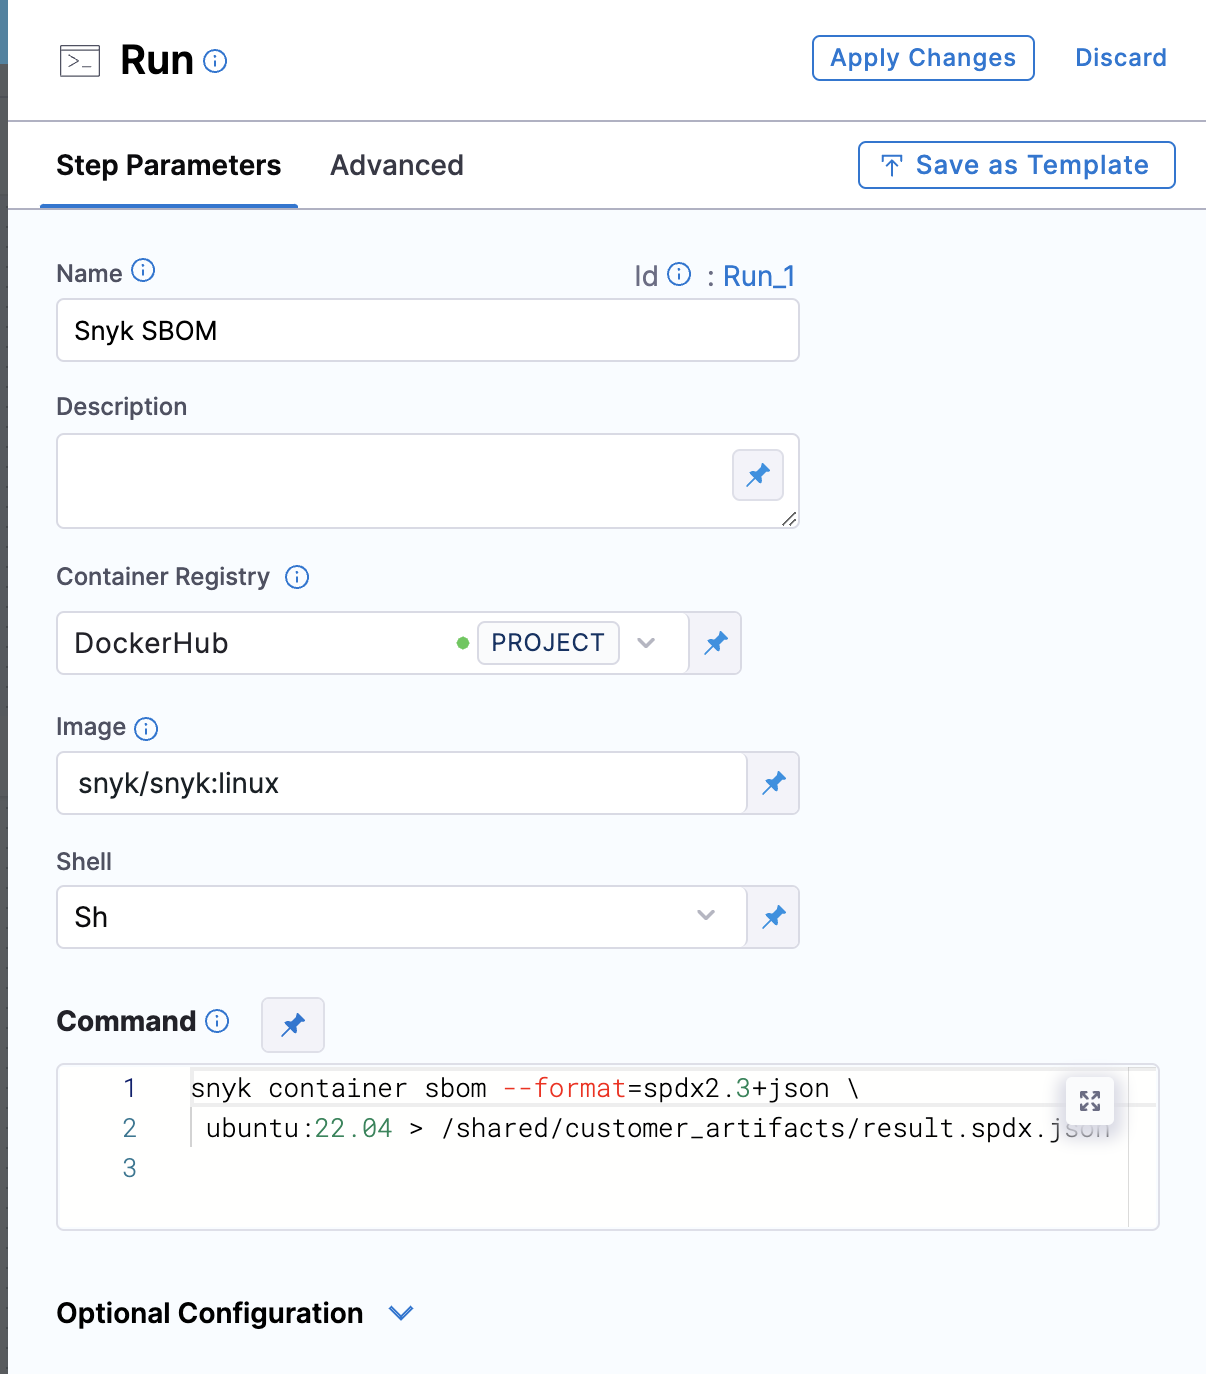 Run
Apply Changes
Discard
Step Parameters
Advanced
Save as Template
Name
Id : Run_1
Snyk SBOM
Description
Container Registry
DockerHub
PROJECT
Image
snyk/snyk:linux
Shell
Sh
Command
1 snyk container sbom --format=spdx2.3+json \
2 ubuntu:22.04 > /shared/customer_artifacts/result.spdx.json
3
Optional Configuration